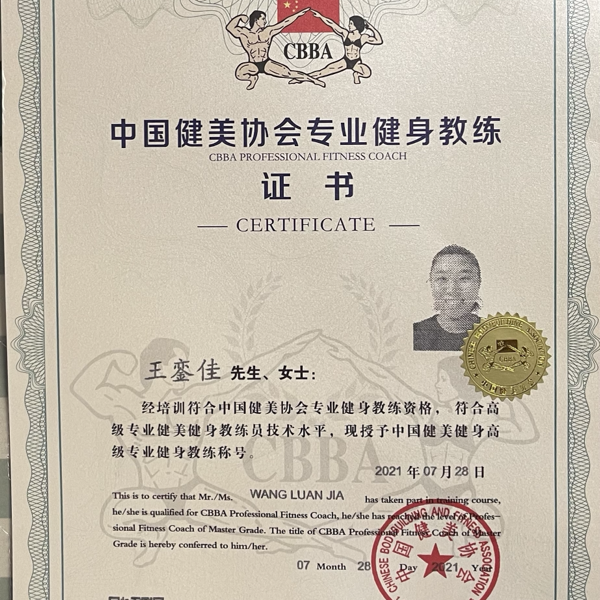 CBBA
中国健美协会专业健身教练
CBBA PROFESSIONAL FITNESS COACH
证 书
— CERTIFICATE —
王銮佳 先生、女士：
经培训符合中国健美协会专业健身教练资格，符合高
级专业健美健身教练员技术水平，现授予中国健美健身高
级专业健身教练称号。
CBBA
2021 年 07 月 28 日
This is to certify that Mr./Ms. WANG LUAN JIA has taken part in training course,
he/she is qualified for CBBA Professional Fitness Coach, he/she has reached the level of Profes-
sional Fitness Coach of Master Grade. The title of CBBA Professional Fitness Coach of Master
Grade is hereby conferred to him/her.
07 Month 28 Day 2021 Year
CHINESE BODYBUILDING AND FITNESS ASSOCIATION
中国健美协会